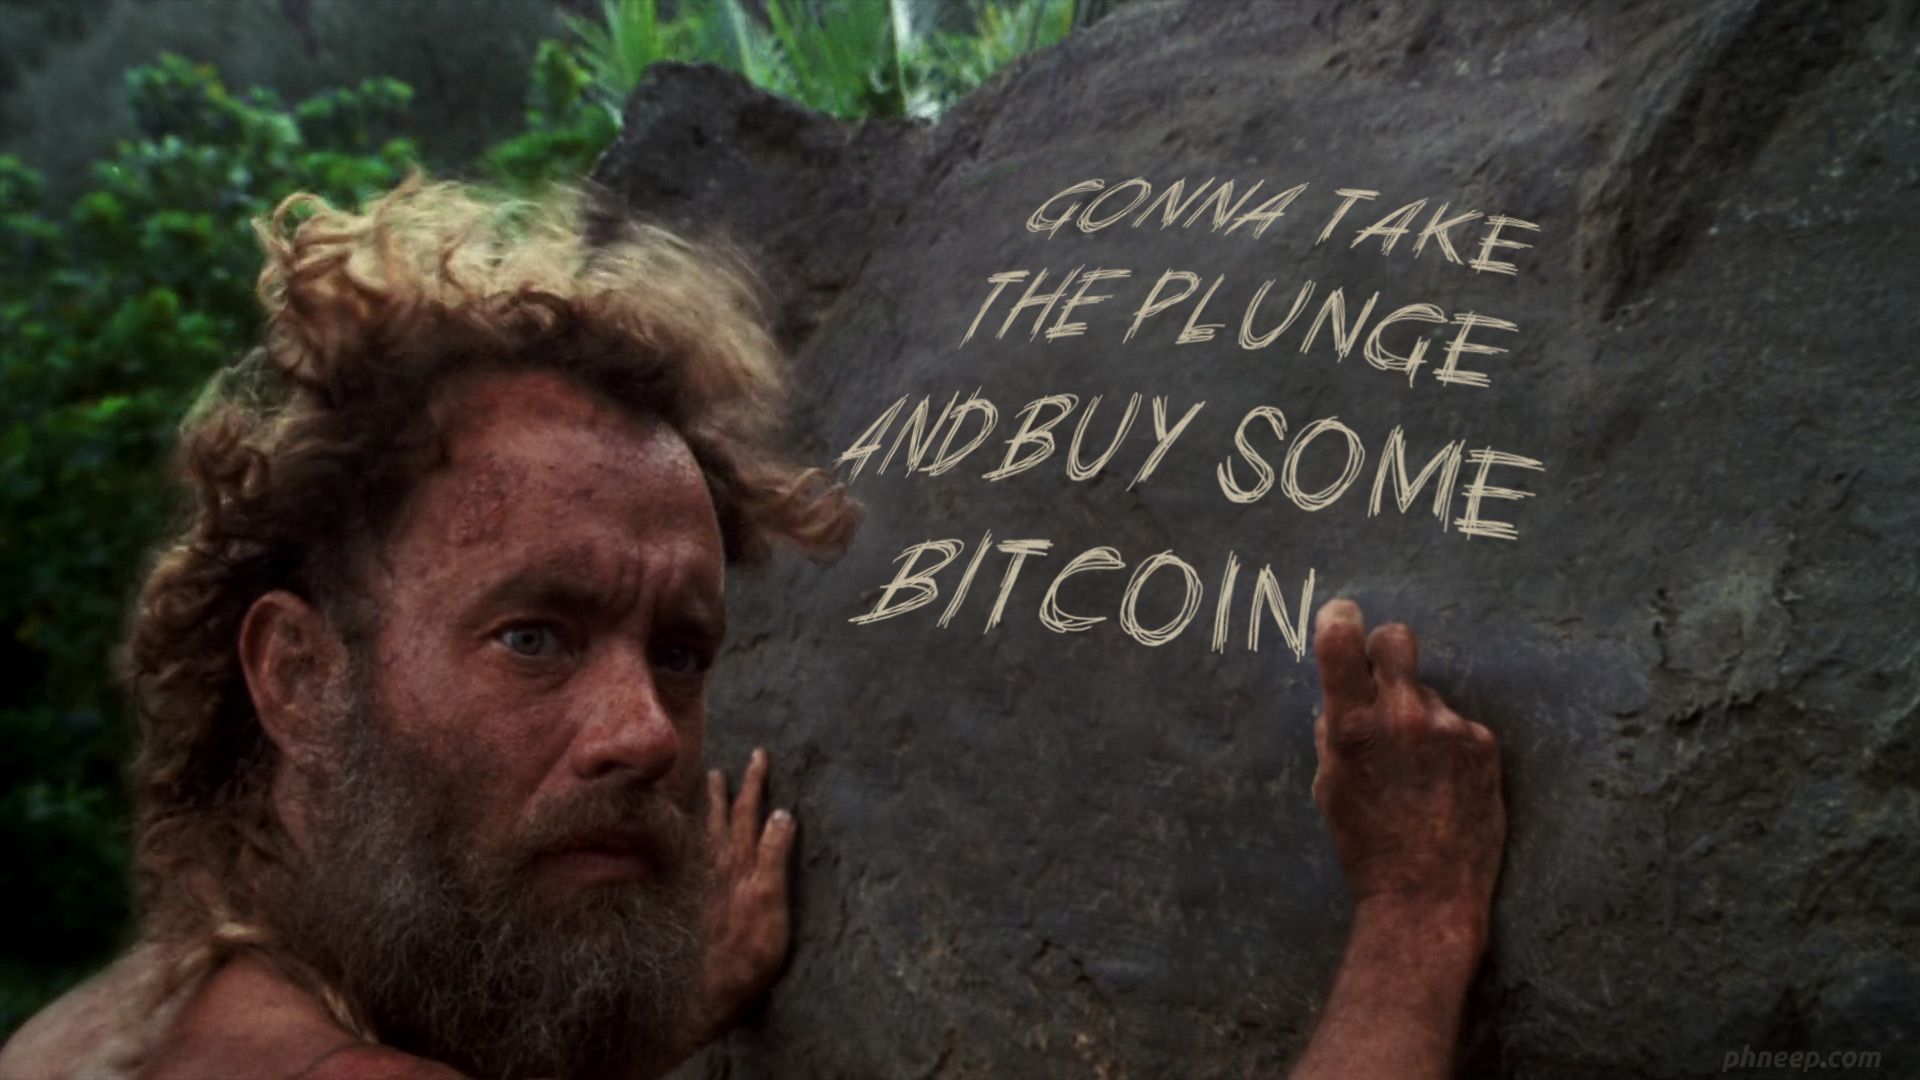 GONNA TAKE
THE PLUNGE
AND BUY SOME
BITCOIN
phneep.com